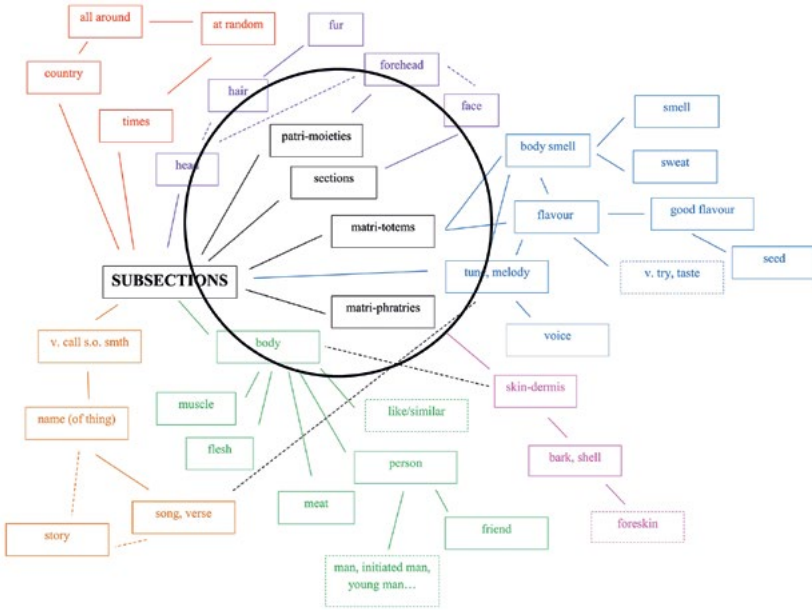 all around
at random
fur
country
forehead
hair
face
smell
times
patri-moieties
body smell
head
sections
sweat
matri-totems
flavour
good flavour
seed
SUBSECTIONS
tune, melody
v. try, taste
matri-phratries
v. call s.o. smth
body
voice
skin-dermis
muscle
like/similar
name (of thing)
flesh
person
bark, shell
meat
song, verse
foreskin
story
friend
man, initiated man,
young man...